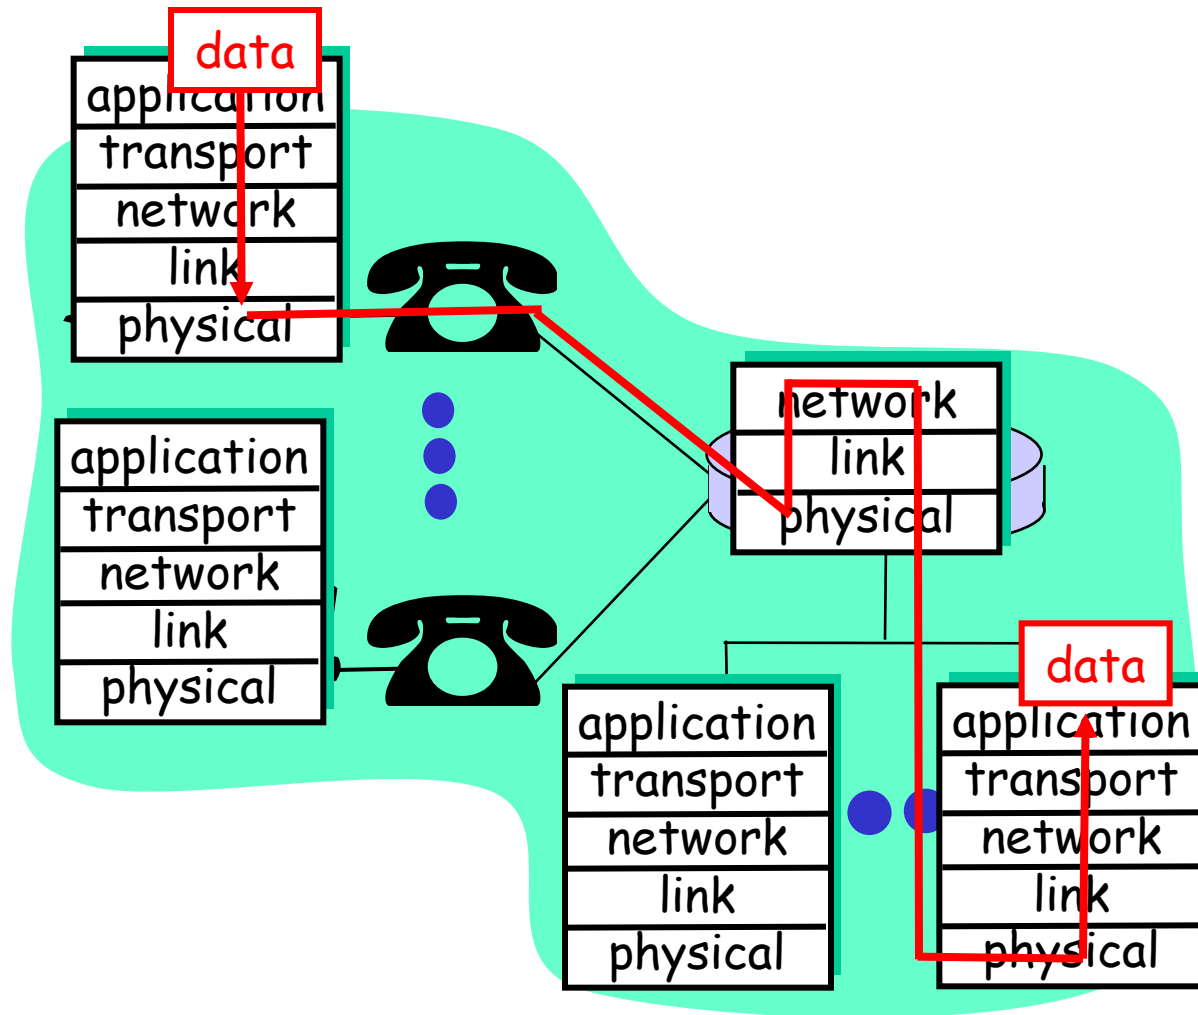 data
application
transport
network
link
physical
application
transport
network
link
physical
network
link
physical
application
transport
network
link
physical
data
application
transport
network
link
physical